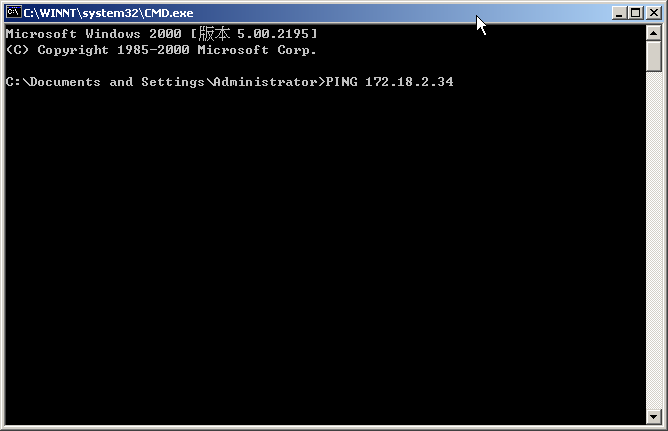 C:\WINNT\system32\CMD.exe
Microsoft Windows 2000 [版本 5.00.2195]
(C) Copyright 1985-2000 Microsoft Corp.
C:\Documents and Settings\Administrator>PING 172.18.2.34